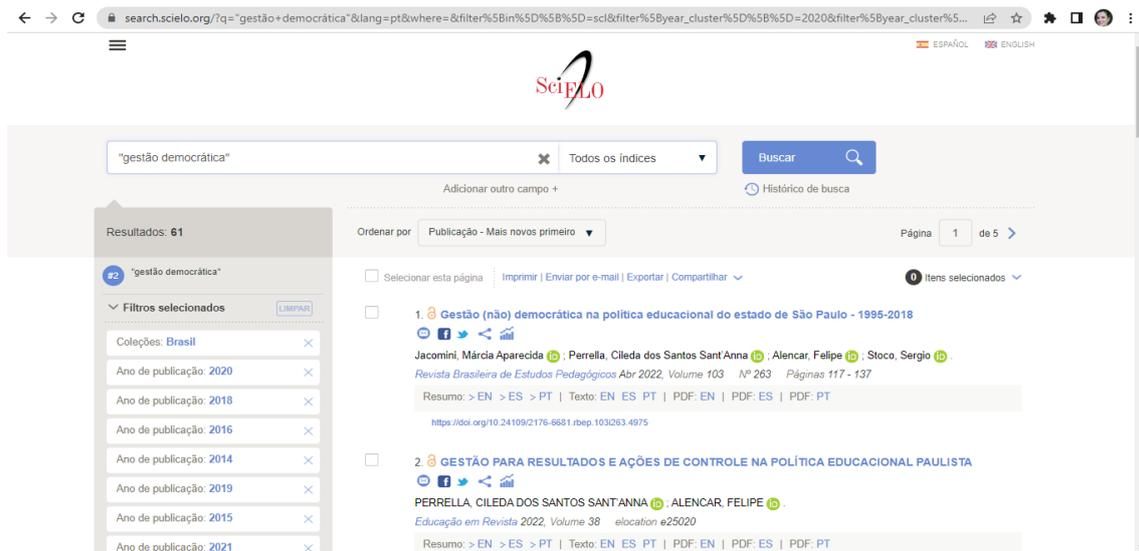 search.scielo.org/?q="gestão+democrática"&lang=pt&where=&filter%5Bin%5D%5B%5D=scl&filter%5Byear_cluster%5D%5B%5D=2020&filter%5Byear_cluster%5...
ESPAÑOL ENGLISH
SciELO
"gestão democrática" Todos os índices Buscar
Adicionar outro campo + Histórico de busca
Resultados: 61
Ordenar por Publicação - Mais novos primeiro Página 1 de 5
#2 "gestão democrática"
Selecionar esta página Imprimir | Enviar por e-mail | Exportar | Compartilhar 0 Itens selecionados
Filtros selecionados LIMPAR
Coleções: Brasil
Ano de publicação: 2020
Ano de publicação: 2018
Ano de publicação: 2016
Ano de publicação: 2014
Ano de publicação: 2019
Ano de publicação: 2015
Ano de publicação: 2021
1. Gestão (não) democrática na política educacional do estado de São Paulo - 1995-2018
Jacomini, Márcia Aparecida ; Perrella, Cileda dos Santos Sant'Anna ; Alencar, Felipe ; Stoco, Sergio .
Revista Brasileira de Estudos Pedagógicos Abr 2022, Volume 103 Nº 263 Páginas 117 - 137
Resumo: > EN > ES > PT | Texto: EN ES PT | PDF: EN | PDF: ES | PDF: PT
https://doi.org/10.24109/2176-6681.rbep.103i263.4975
2. GESTÃO PARA RESULTADOS E AÇÕES DE CONTROLE NA POLÍTICA EDUCACIONAL PAULISTA
PERRELLA, CILEDA DOS SANTOS SANT'ANNA ; ALENCAR, FELIPE .
Educação em Revista 2022, Volume 38 elocation e25020
Resumo: > EN > ES > PT | Texto: EN ES PT | PDF: EN | PDF: ES | PDF: PT